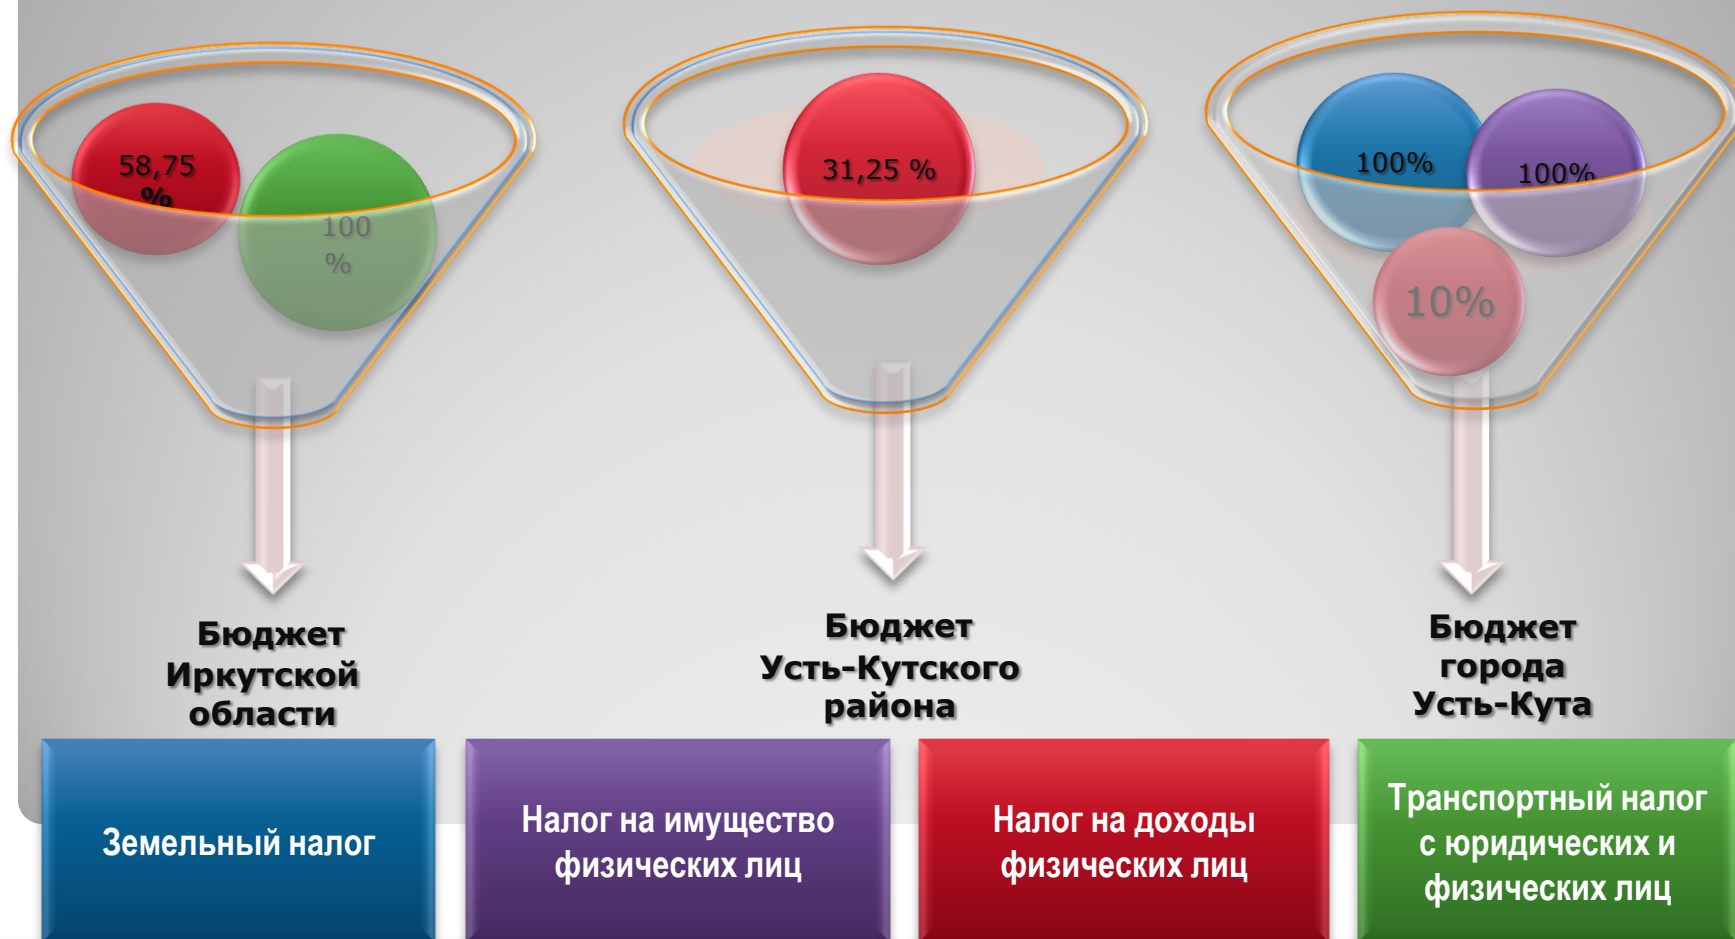 58,75
%
100
%
31,25 %
100%
100%
10%
Бюджет
Иркутской
области
Бюджет
Усть-Кутского
района
Бюджет
города
Усть-Кута
Земельный налог
Налог на имущество
физических лиц
Налог на доходы
физических лиц
Транспортный налог
с юридических и
физических лиц